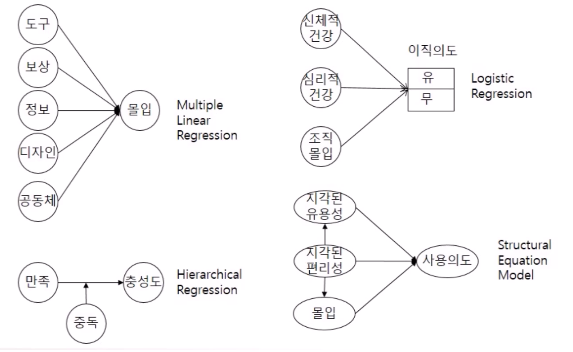 도구
보상
정보
디자인
공동체
몰입
Multiple
Linear
Regression
신체적
건강
심리적
건강
조직
몰입
이직의도
유
무
Logistic
Regression
만족
충성도
중독
Hierarchical
Regression
지각된
유용성
지각된
편리성
몰입
사용의도
Structural
Equation
Model